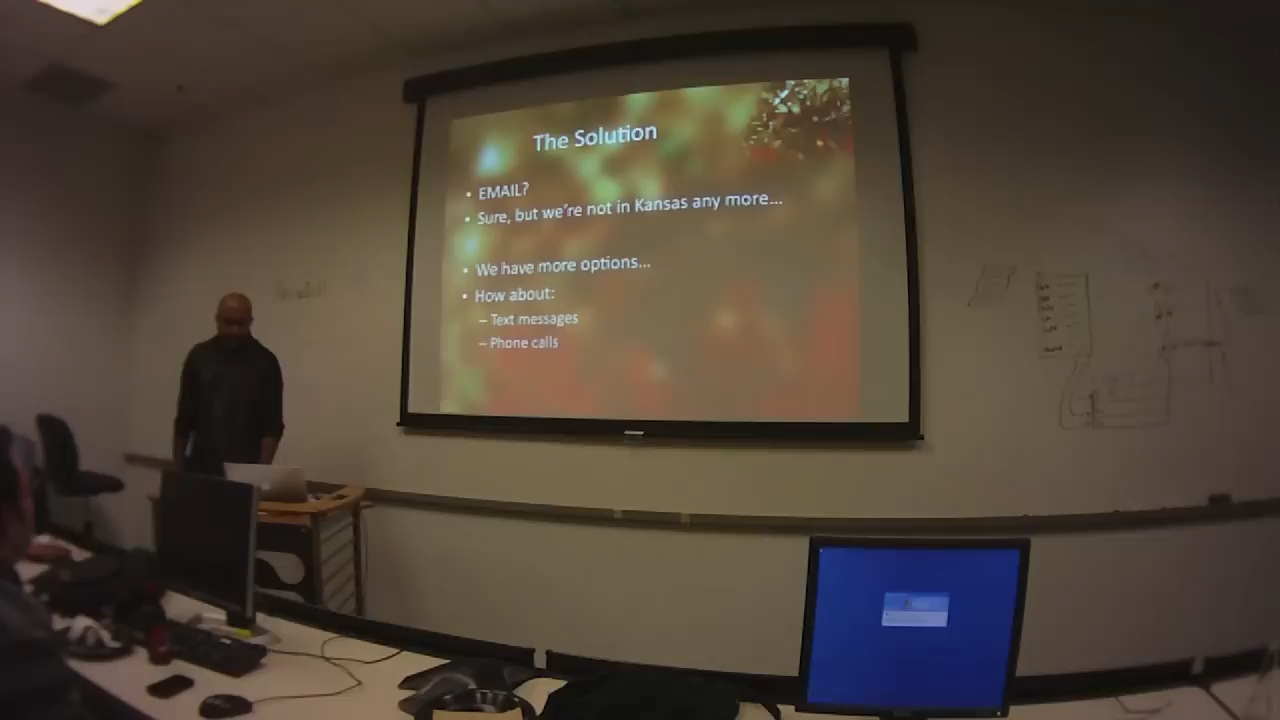 The Solution
• EMAIL?
• Sure, but we're not in Kansas any more...
• We have more options...
• How about:
– Text messages
– Phone calls